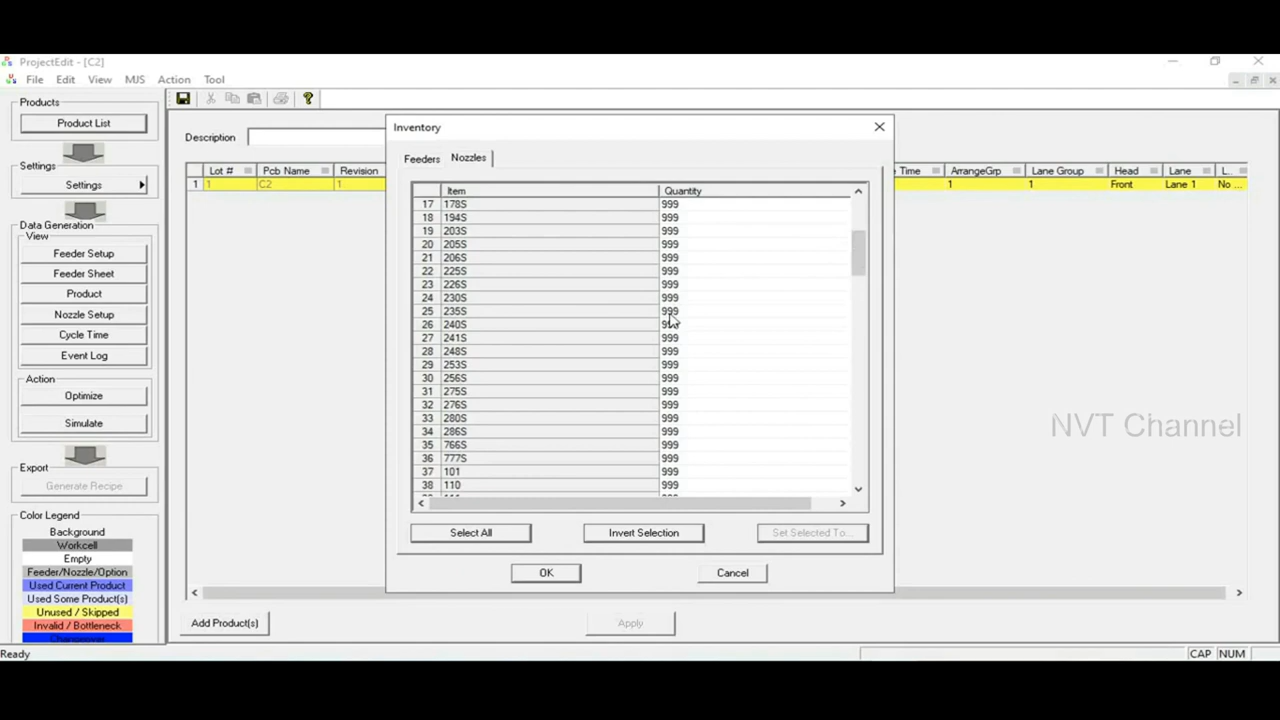 ProjectEdit - [C2]
File Edit View MJS Action Tool
Products
Product List
Settings
Settings
Data Generation
View
Feeder Setup
Feeder Sheet
Product
Nozzle Setup
Cycle Time
Event Log
Action
Optimize
Simulate
Export
Generate Recipe
Color Legend
Background
Workcell
Empty
Feeder/Nozzle/Option
Used Current Product
Used Some Product(s)
Unused / Skipped
Invalid / Bottleneck
Changeover
Description
Lot # Pcb Name Revision Time ArrangeGrp Lane Group Head Lane L..
1 1 C2 1 1 1 Front Lane 1 No ...
Inventory
Feeders Nozzles
Item Quantity
17 178S 999
18 194S 999
19 203S 999
20 205S 999
21 206S 999
22 225S 999
23 226S 999
24 230S 999
25 235S 999
26 240S 999
27 241S 999
28 248S 999
29 253S 999
30 256S 999
31 275S 999
32 276S 999
33 280S 999
34 286S 999
35 766S 999
36 777S 999
37 101 999
38 110 999
Select All Invert Selection Set Selected To...
OK Cancel
NVT Channel
Add Product(s) Apply
Ready CAP NUM